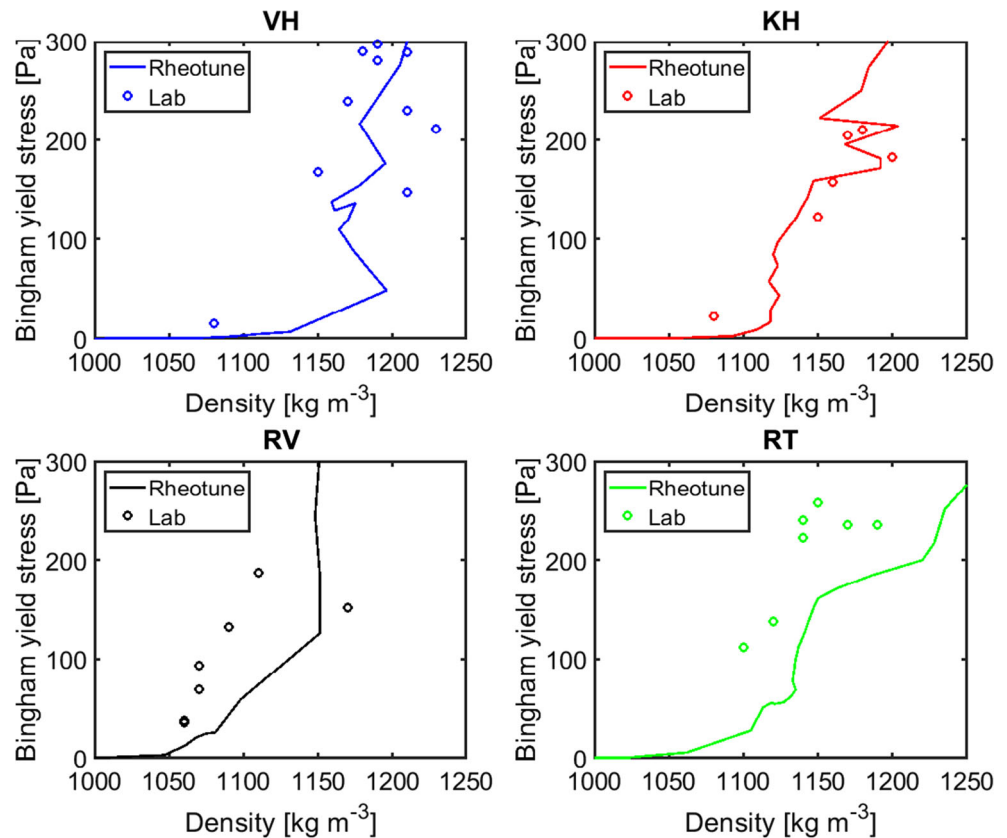 VH
Bingham yield stress [Pa]
300
200
100
0
Rheotune
Lab
1000 1050 1100 1150 1200 1250
Density [kg m⁻³]
KH
Bingham yield stress [Pa]
300
200
100
0
Rheotune
Lab
1000 1050 1100 1150 1200 1250
Density [kg m⁻³]
RV
Bingham yield stress [Pa]
300
200
100
0
Rheotune
Lab
1000 1050 1100 1150 1200 1250
Density [kg m⁻³]
RT
Bingham yield stress [Pa]
300
200
100
0
Rheotune
Lab
1000 1050 1100 1150 1200 1250
Density [kg m⁻³]